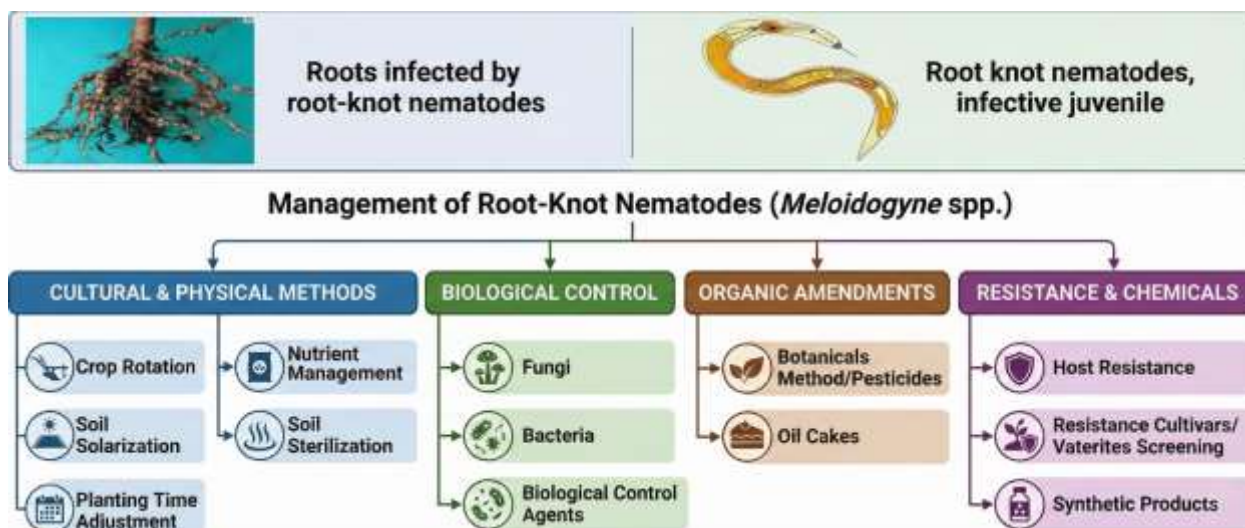 Roots infected by
root-knot nematodes
Root knot nematodes,
infective juvenile
Management of Root-Knot Nematodes (Meloidogyne spp.)
CULTURAL & PHYSICAL METHODS
Crop Rotation
Soil
Solarization
Planting Time
Adjustment
Nutrient
Management
Soil
Sterilization
BIOLOGICAL CONTROL
Fungi
Bacteria
Biological Control
Agents
ORGANIC AMENDMENTS
Botanicals
Method/Pesticides
Oil Cakes
RESISTANCE & CHEMICALS
Host Resistance
Resistance Cultivars/
Vaterites Screening
Synthetic Products